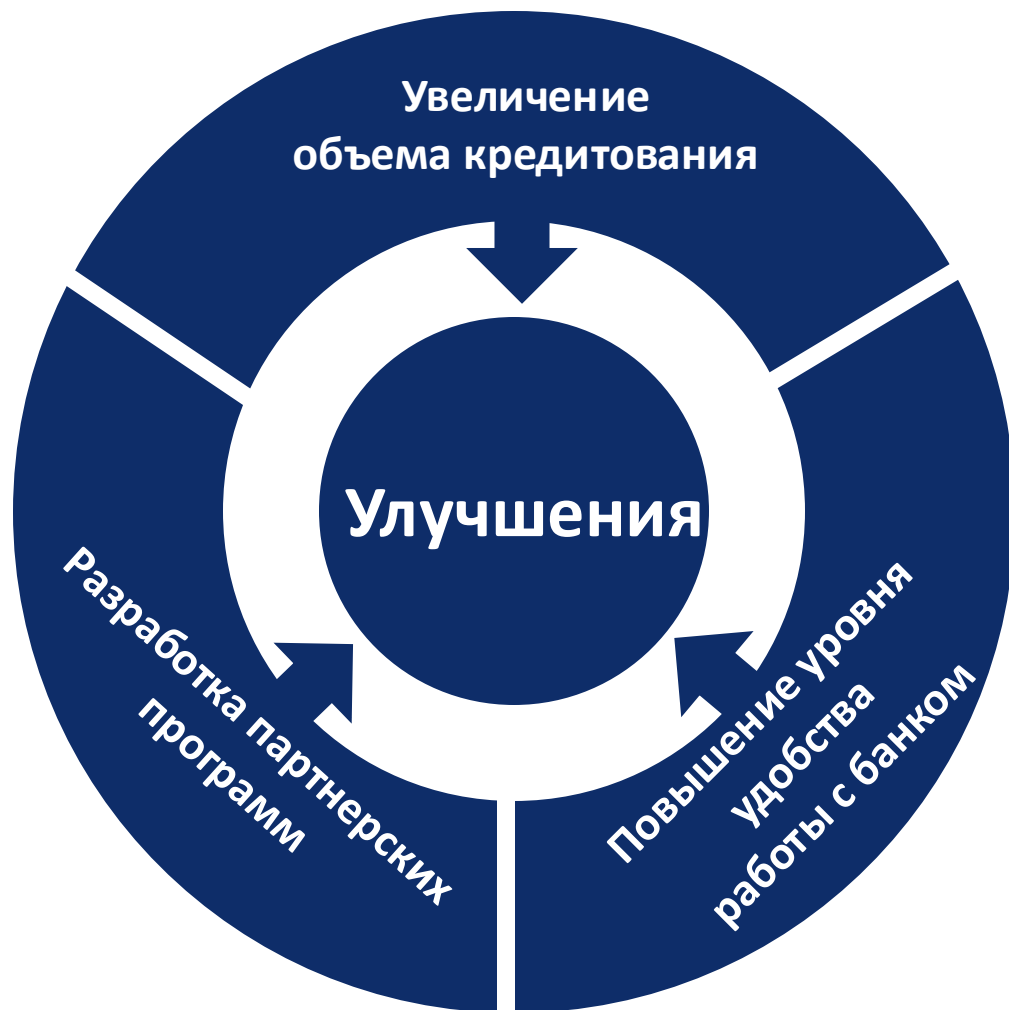 Увеличение
объема кредитования
Улучшения
Разработка партнерских
программ
Повышение уровня
удобства
работы с банком